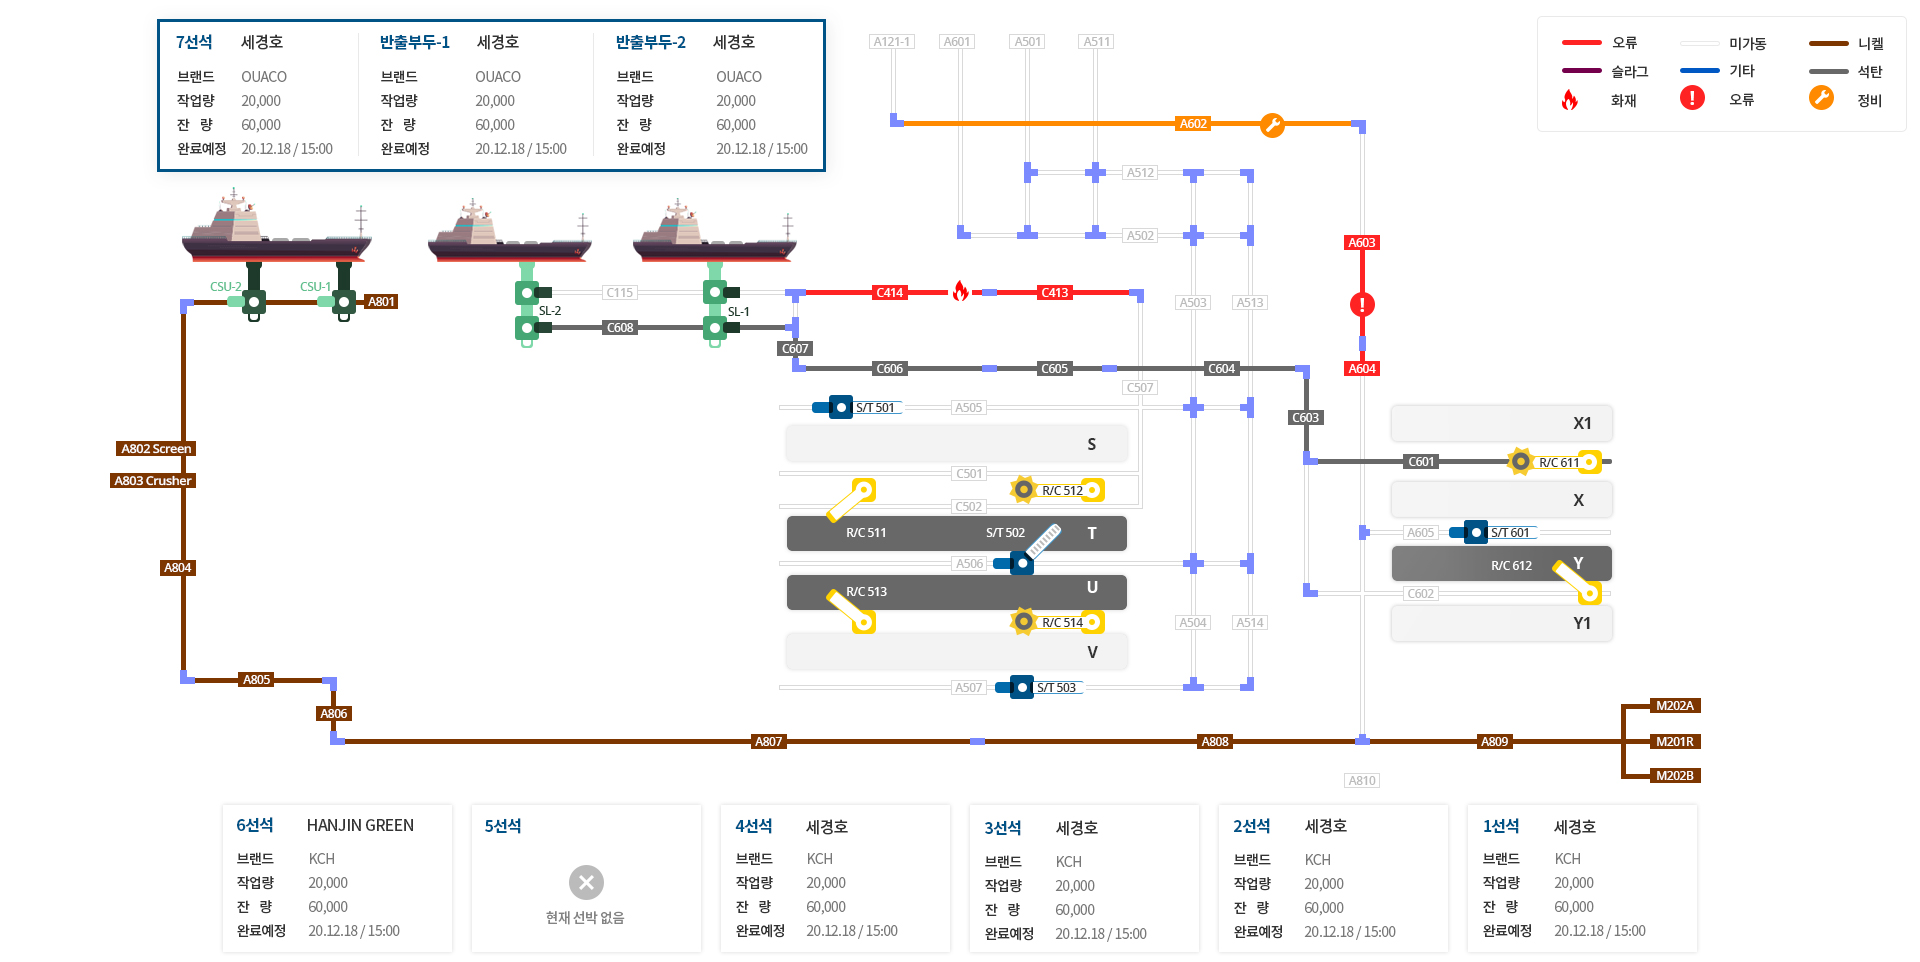 7선석 세경호
브랜드 OUACO
작업량 20,000
잔 량 60,000
완료예정 20.12.18 / 15:00
반출부두-1 세경호
브랜드 OUACO
작업량 20,000
잔 량 60,000
완료예정 20.12.18 / 15:00
반출부두-2 세경호
브랜드 OUACO
작업량 20,000
잔 량 60,000
완료예정 20.12.18 / 15:00
A121-1 A601 A501 A511
오류 미가동 니켈
슬라그 기타 석탄
화재 오류 정비
A602
A512
A502
A603
CSU-2 CSU-1 A801
C115 C414 C413
A503 A513
SL-2 SL-1
C608
C607
C606 C605 C604
A604
C507
S/T 501 A505
C603
X1
S
A802 Screen
A803 Crusher
C601 R/C 611
C501
R/C 512
C502
X
R/C 511 S/T 502 T
A605 S/T 601
A506
A804
R/C 612 Y
U
R/C 513
C602
R/C 514
A504 A514
Y1
V
A805
A507 S/T 503
A806
M202A
A807 A808 A809 M201R
M202B
A810
6선석 HANJIN GREEN
브랜드 KCH
작업량 20,000
잔 량 60,000
완료예정 20.12.18 / 15:00
5선석
현재 선박 없음
4선석 세경호
브랜드 KCH
작업량 20,000
잔 량 60,000
완료예정 20.12.18 / 15:00
3선석 세경호
브랜드 KCH
작업량 20,000
잔 량 60,000
완료예정 20.12.18 / 15:00
2선석 세경호
브랜드 KCH
작업량 20,000
잔 량 60,000
완료예정 20.12.18 / 15:00
1선석 세경호
브랜드 KCH
작업량 20,000
잔 량 60,000
완료예정 20.12.18 / 15:00